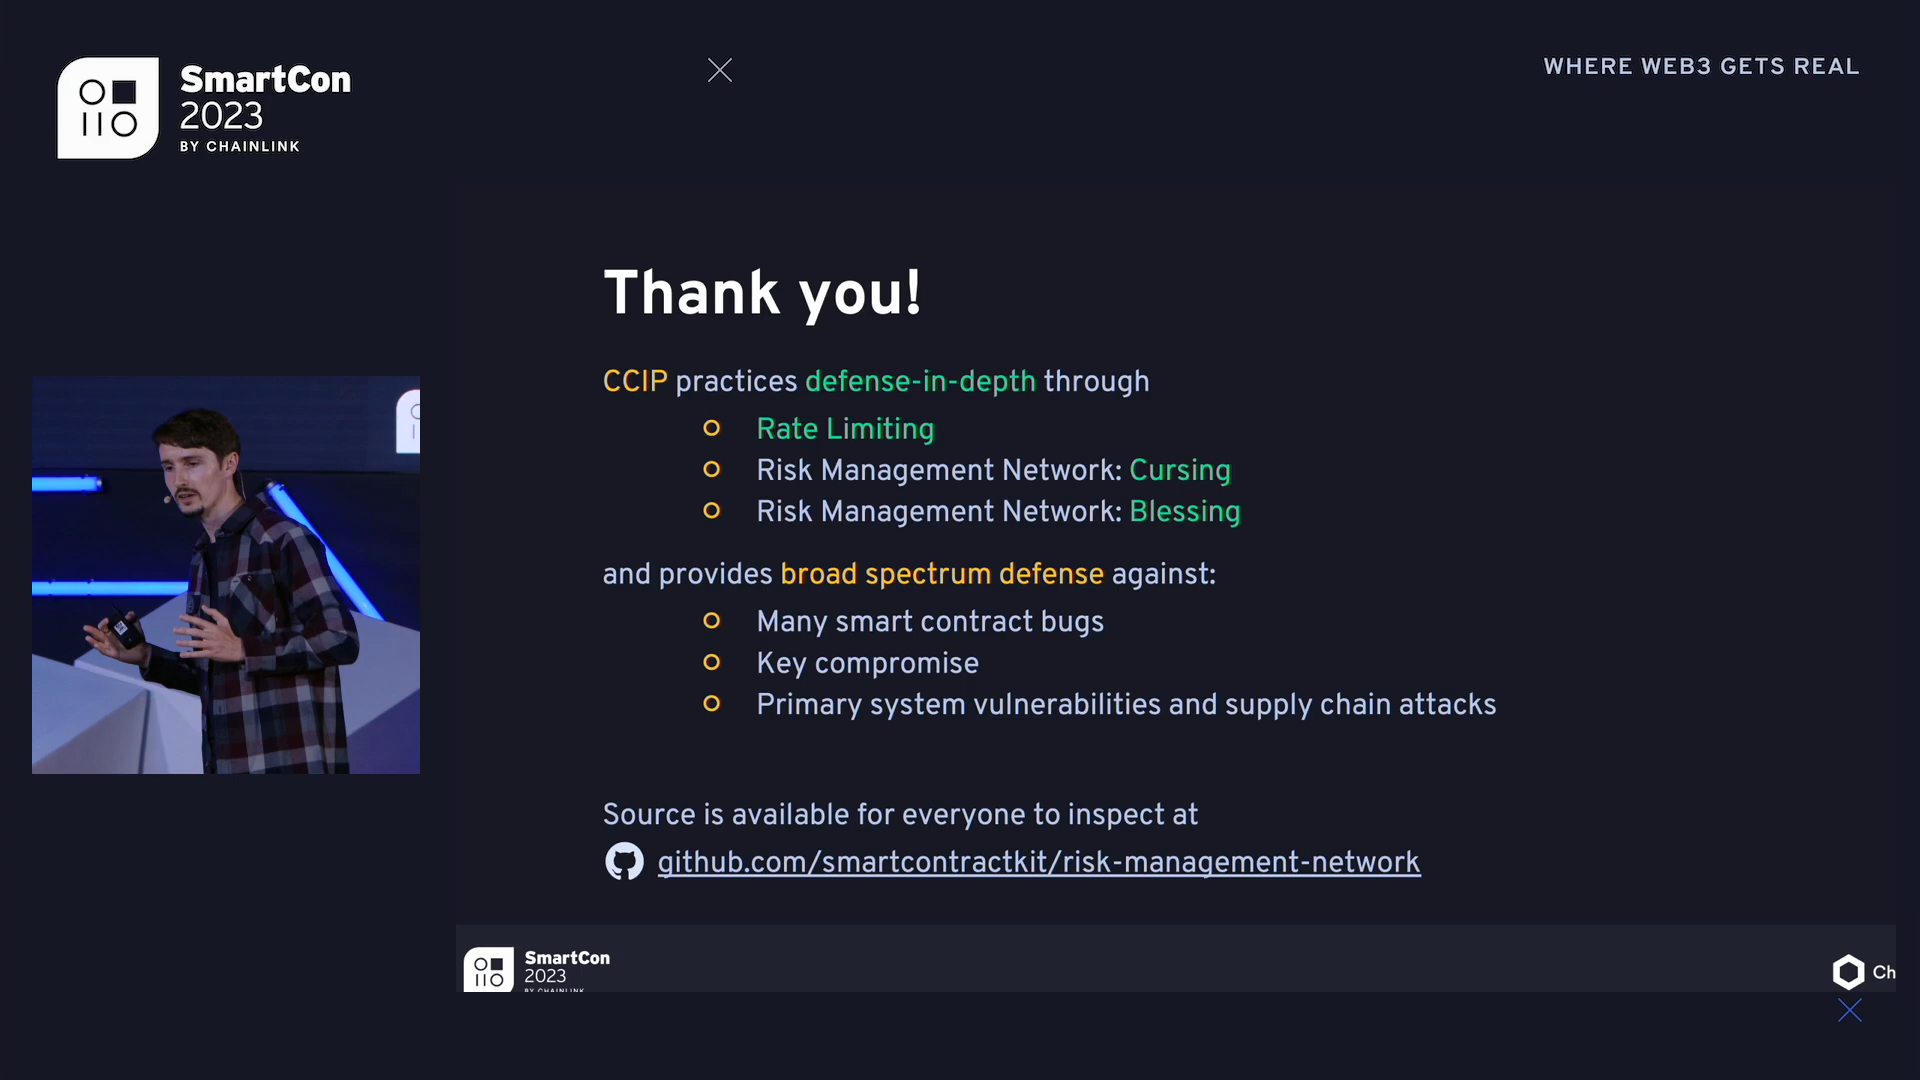 SmartCon
2023
BY CHAINLINK
WHERE WEB3 GETS REAL
Thank you!
CCIP practices defense-in-depth through
Rate Limiting
Risk Management Network: Cursing
Risk Management Network: Blessing
and provides broad spectrum defense against:
Many smart contract bugs
Key compromise
Primary system vulnerabilities and supply chain attacks
Source is available for everyone to inspect at
github.com/smartcontractkit/risk-management-network
SmartCon
2023
BY CHAINLINK
Ch